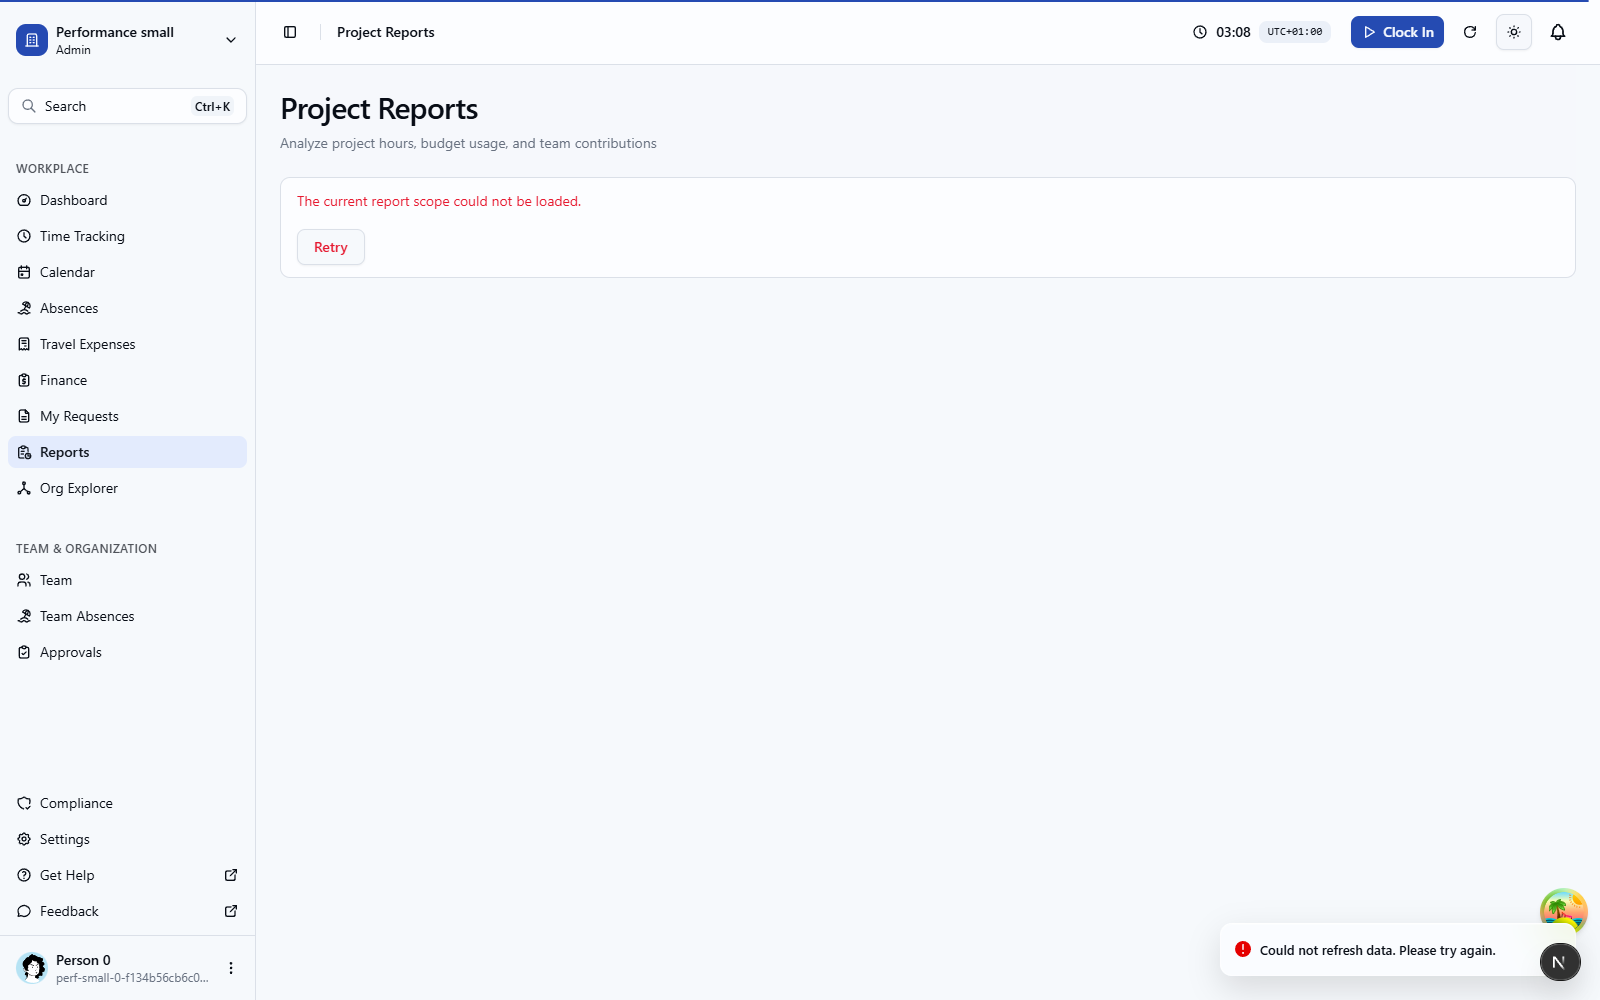 Performance small
Admin
Search
Ctrl+K
WORKPLACE
Dashboard
Time Tracking
Calendar
Absences
Travel Expenses
Finance
My Requests
Reports
Org Explorer
TEAM & ORGANIZATION
Team
Team Absences
Approvals
Compliance
Settings
Get Help
Feedback
Person 0
perf-small-0-f134b56cb6c0...
Project Reports
03:08
UTC+01:00
Clock In
Project Reports
Analyze project hours, budget usage, and team contributions
The current report scope could not be loaded.
Retry
Could not refresh data. Please try again.
N